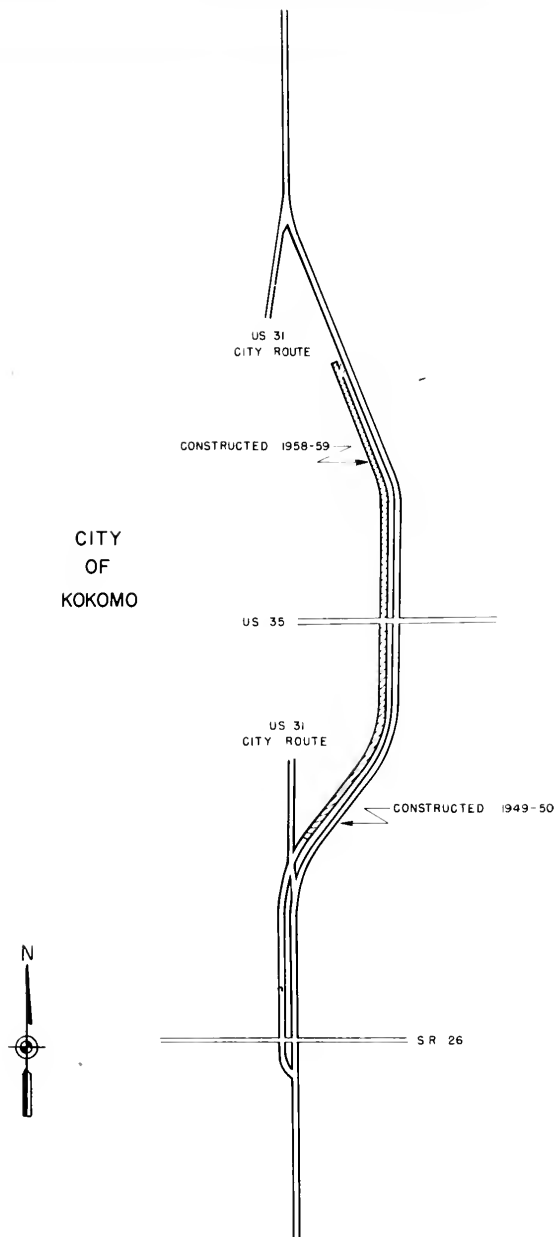 US 31
CITY ROUTE
CONSTRUCTED 1958-59
CITY
OF
KOKOMO
US 35
US 31
CITY ROUTE
CONSTRUCTED 1949-50
N
SR 26